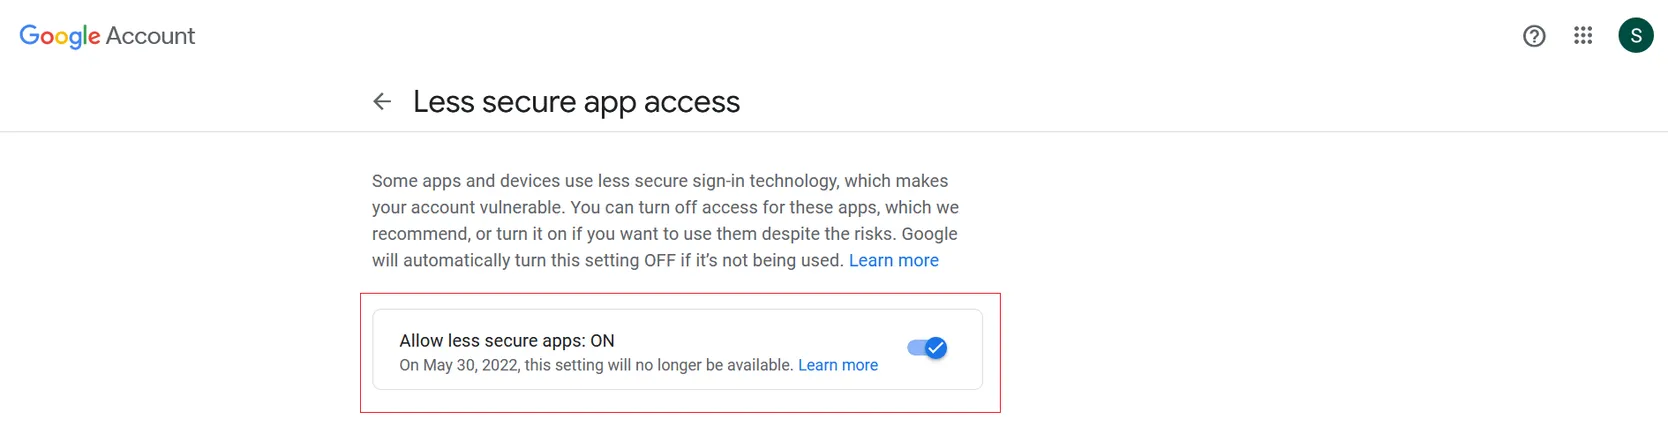 Google Account
S
Less secure app access
Some apps and devices use less secure sign-in technology, which makes
your account vulnerable. You can turn off access for these apps, which we
recommend, or turn it on if you want to use them despite the risks. Google
will automatically turn this setting OFF if it's not being used. Learn more
Allow less secure apps: ON
On May 30, 2022, this setting will no longer be available. Learn more